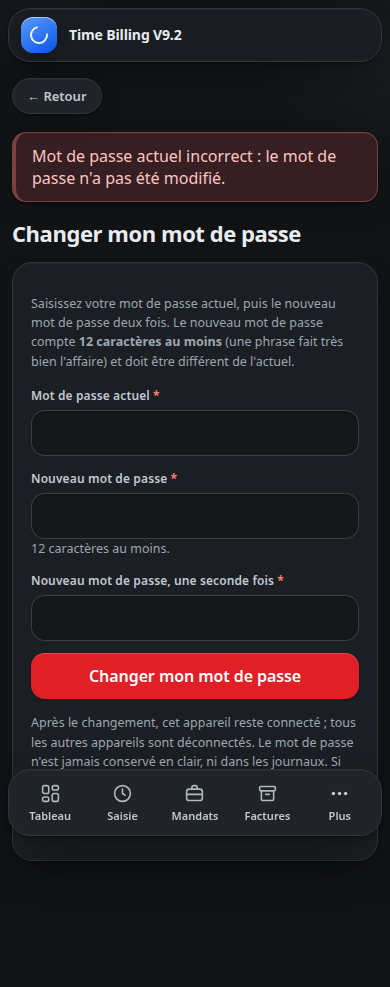 Time Billing V9.2
← Retour
Mot de passe actuel incorrect : le mot de
passe n'a pas été modifié.
Changer mon mot de passe
Saisissez votre mot de passe actuel, puis le nouveau
mot de passe deux fois. Le nouveau mot de passe
compte 12 caractères au moins (une phrase fait très
bien l'affaire) et doit être différent de l'actuel.
Mot de passe actuel *
Nouveau mot de passe *
12 caractères au moins.
Nouveau mot de passe, une seconde fois *
Changer mon mot de passe
Après le changement, cet appareil reste connecté ; tous
les autres appareils sont déconnectés. Le mot de passe
n'est jamais conservé en clair, ni dans les journaux. Si
Tableau
Saisie
Mandats
Factures
Plus